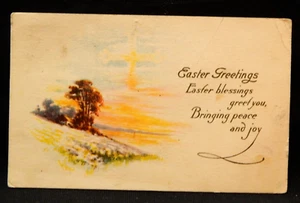 Easter Greetings
Easter blessings
greet you,
Bringing peace
and joy